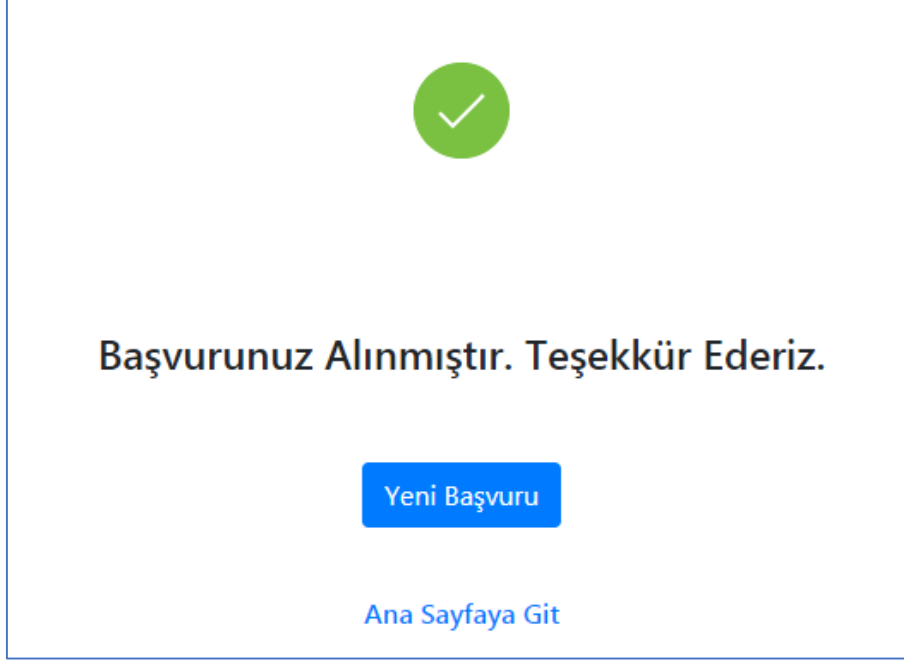 Başvurunuz Alınmıştır. Teşekkür Ederiz.
Yeni Başvuru
Ana Sayfaya Git